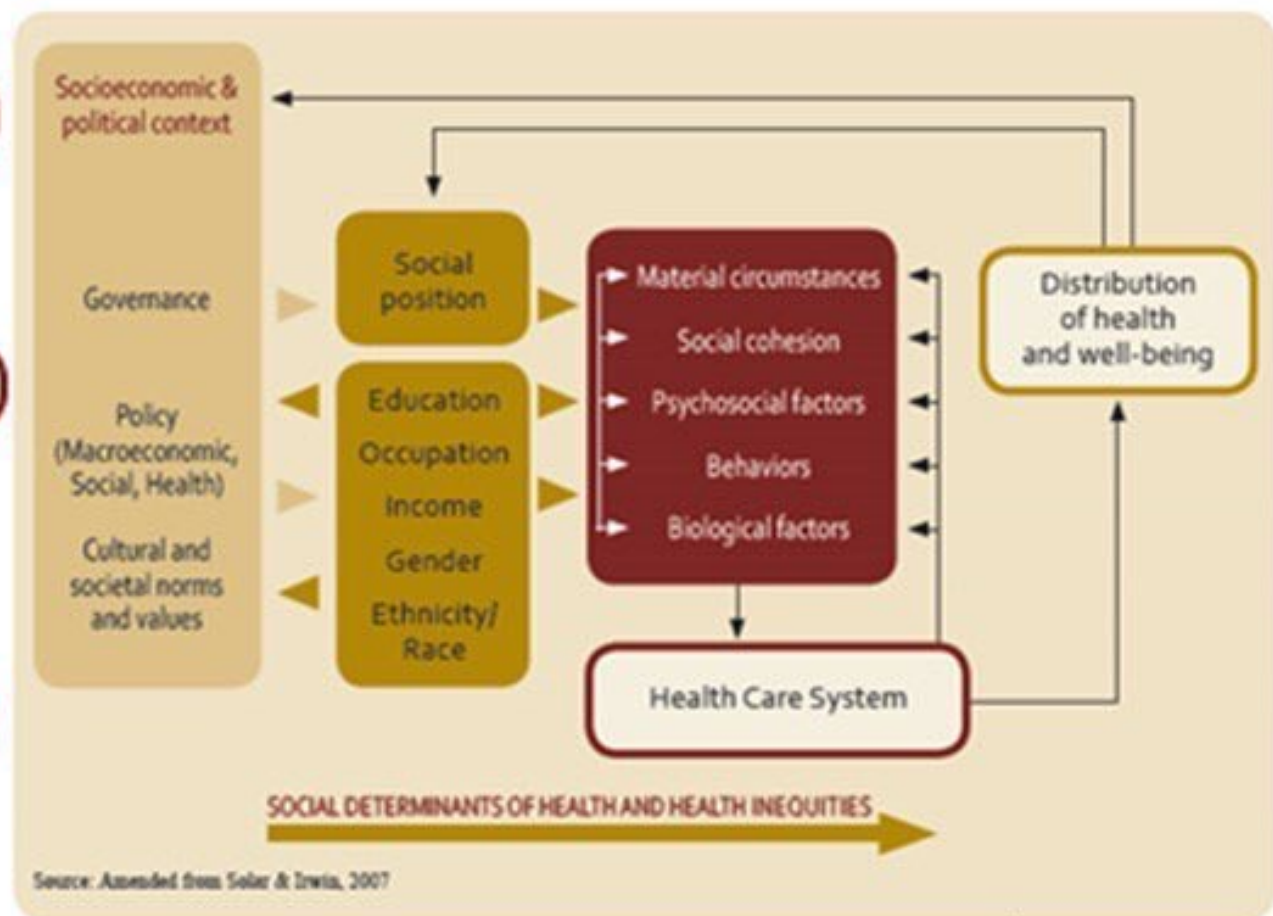 Socioeconomic &
political context
Governance
Policy
(Macroeconomic,
Social, Health)
Cultural and
societal norms
and values
Social
position
Education
Occupation
Income
Gender
Ethnicity/
Race
Material circumstances
Social cohesion
Psychosocial factors
Behaviors
Biological factors
Health Care System
Distribution
of health
and well-being
SOCIAL DETERMINANTS OF HEALTH AND HEALTH INEQUITIES
Source: Amended from Solar & Irwin, 2007